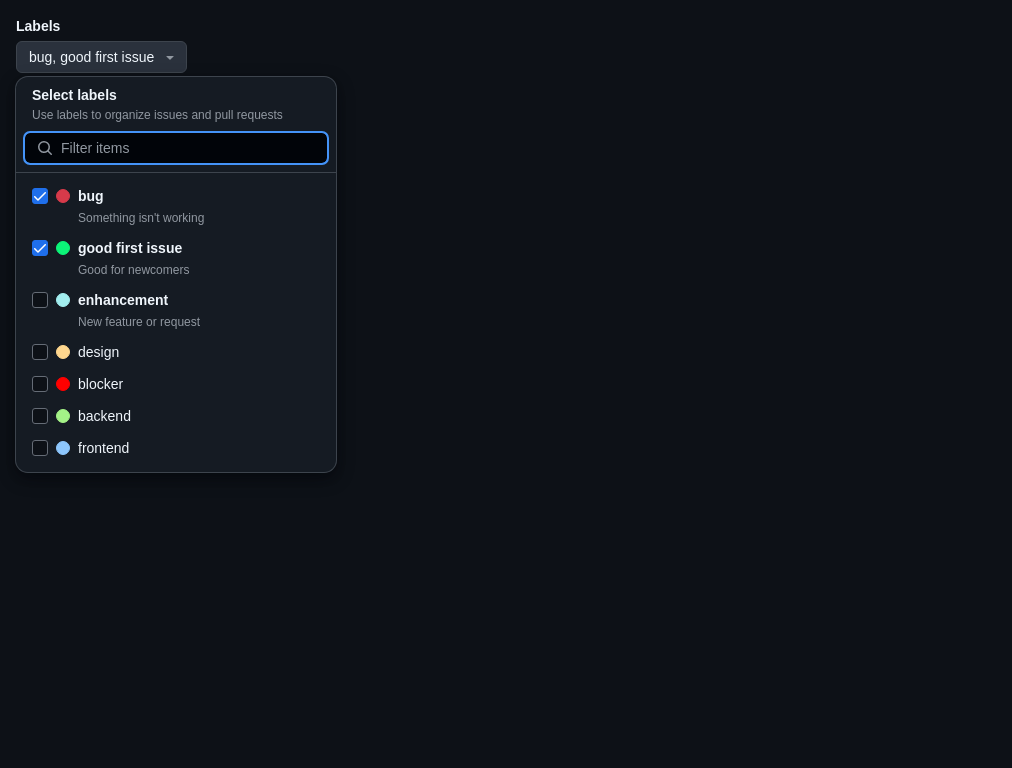 Labels
bug, good first issue
Select labels
Use labels to organize issues and pull requests
Filter items
bug
Something isn't working
good first issue
Good for newcomers
enhancement
New feature or request
design
blocker
backend
frontend